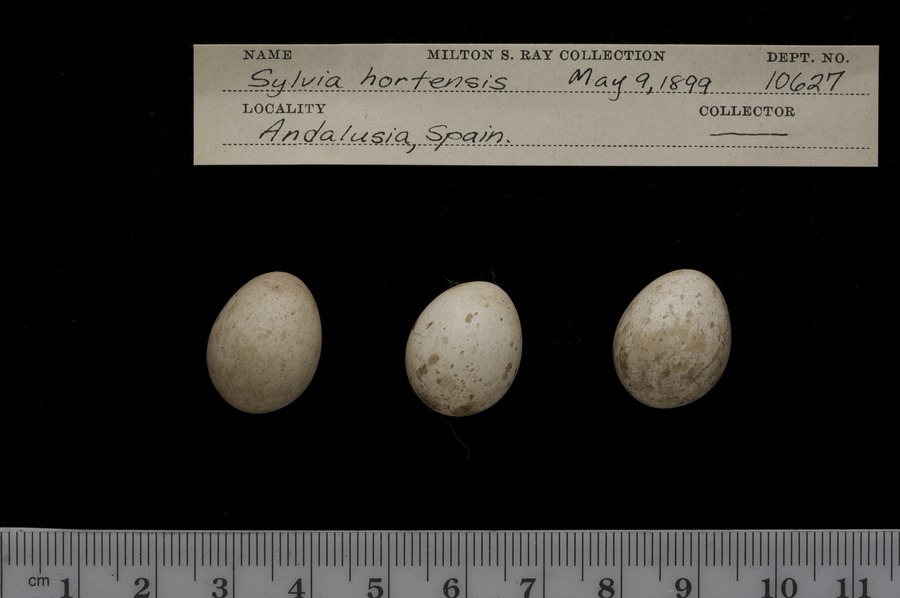 NAME MILTON S. RAY COLLECTION DEPT. NO.
Sylvia hortensis May 9, 1899 10627
LOCALITY COLLECTOR
Andalusia, Spain.
cm 1 2 3 4 5 6 7 8 9 10 11